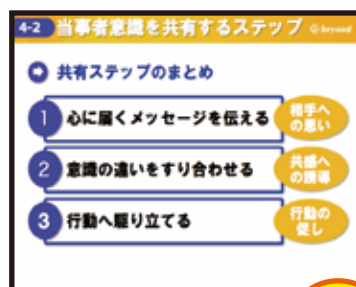 4-2 当事者意識を共有するステップ beyond
共有ステップのまとめ
1 心に届くメッセージを伝える 相手への思い
2 意識の違いをすり合わせる 共感への誘導
3 行動へ駆り立てる 行動の促し